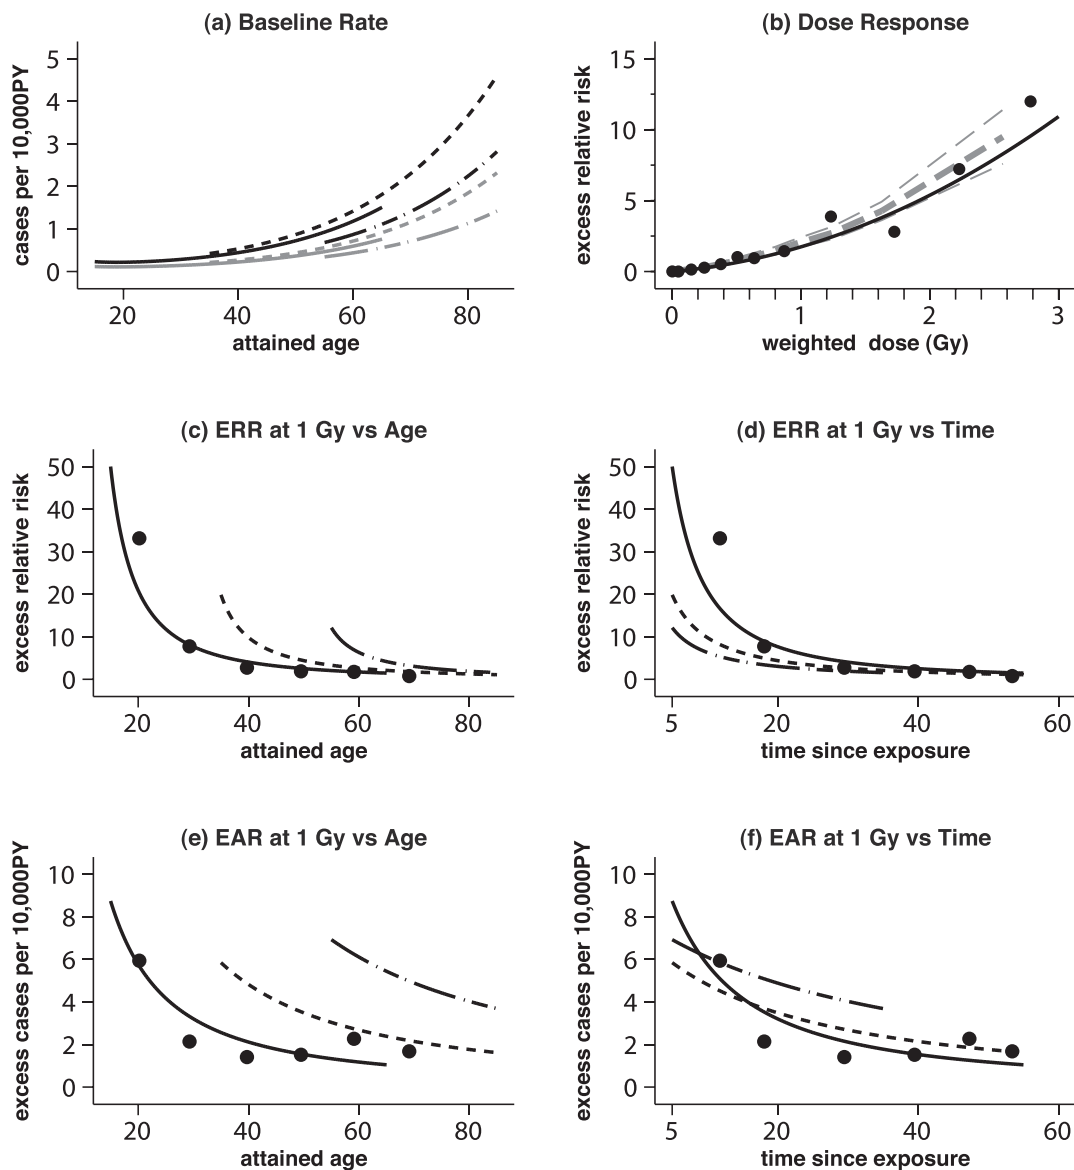 (a) Baseline Rate
cases per 10,000PY
5
4
3
2
1
0
20 40 60 80
attained age
(b) Dose Response
excess relative risk
15
10
5
0
0 1 2 3
weighted dose (Gy)
(c) ERR at 1 Gy vs Age
excess relative risk
50
40
30
20
10
0
20 40 60 80
attained age
(d) ERR at 1 Gy vs Time
excess relative risk
50
40
30
20
10
0
5 20 40 60
time since exposure
(e) EAR at 1 Gy vs Age
excess cases per 10,000PY
10
8
6
4
2
0
20 40 60 80
attained age
(f) EAR at 1 Gy vs Time
excess cases per 10,000PY
10
8
6
4
2
0
5 20 40 60
time since exposure